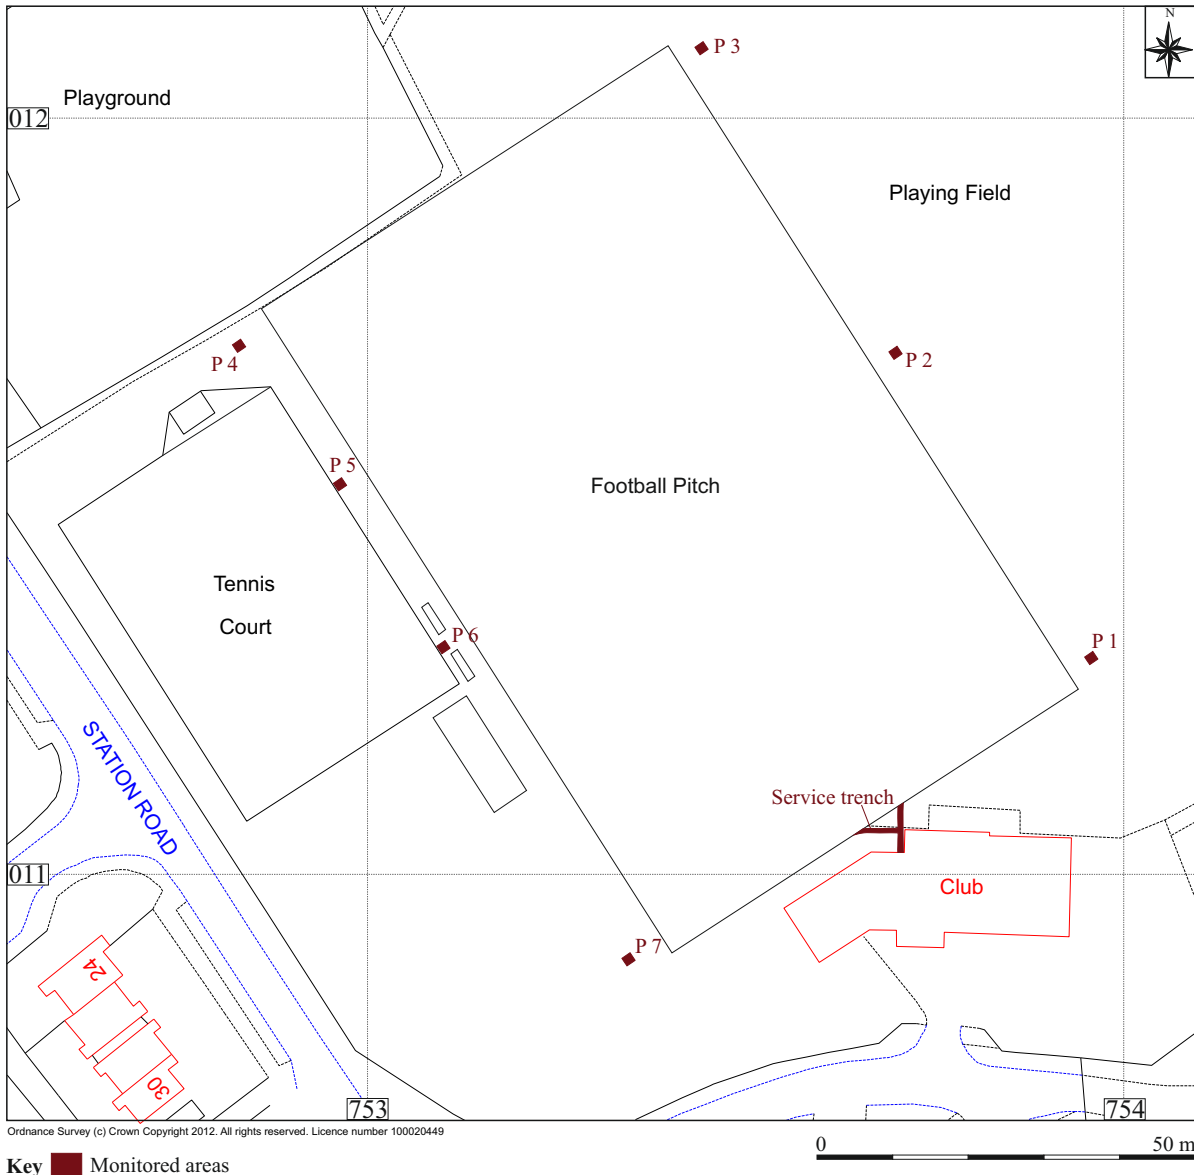 N
P 3
Playground
012
Playing Field
P 4
P 2
P 5
Football Pitch
Tennis
Court
P 6
P 1
STATION ROAD
Service trench
011
Club
P 7
24
30
753
754
Ordnance Survey (c) Crown Copyright 2012. All rights reserved. Licence number 100020449
0
50 m
Key
Monitored areas